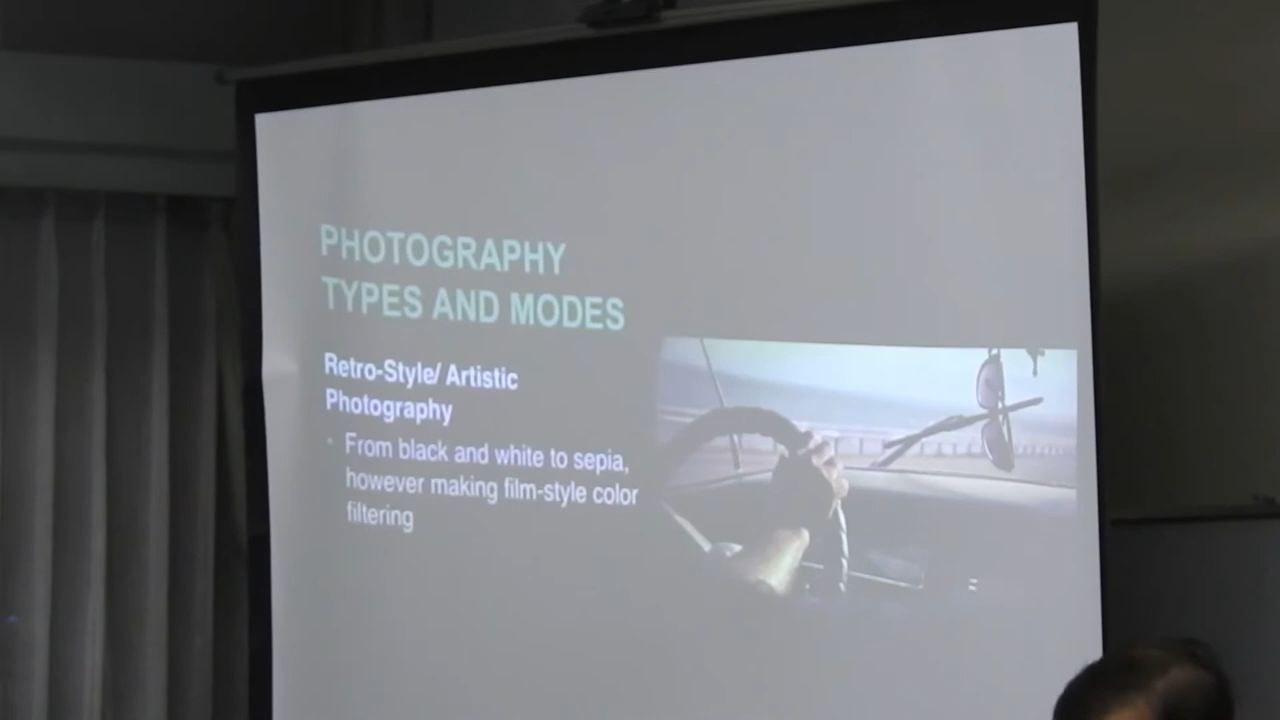 PHOTOGRAPHY
TYPES AND MODES
Retro-Style/ Artistic
Photography
From black and white to sepia,
however making film-style color
filtering